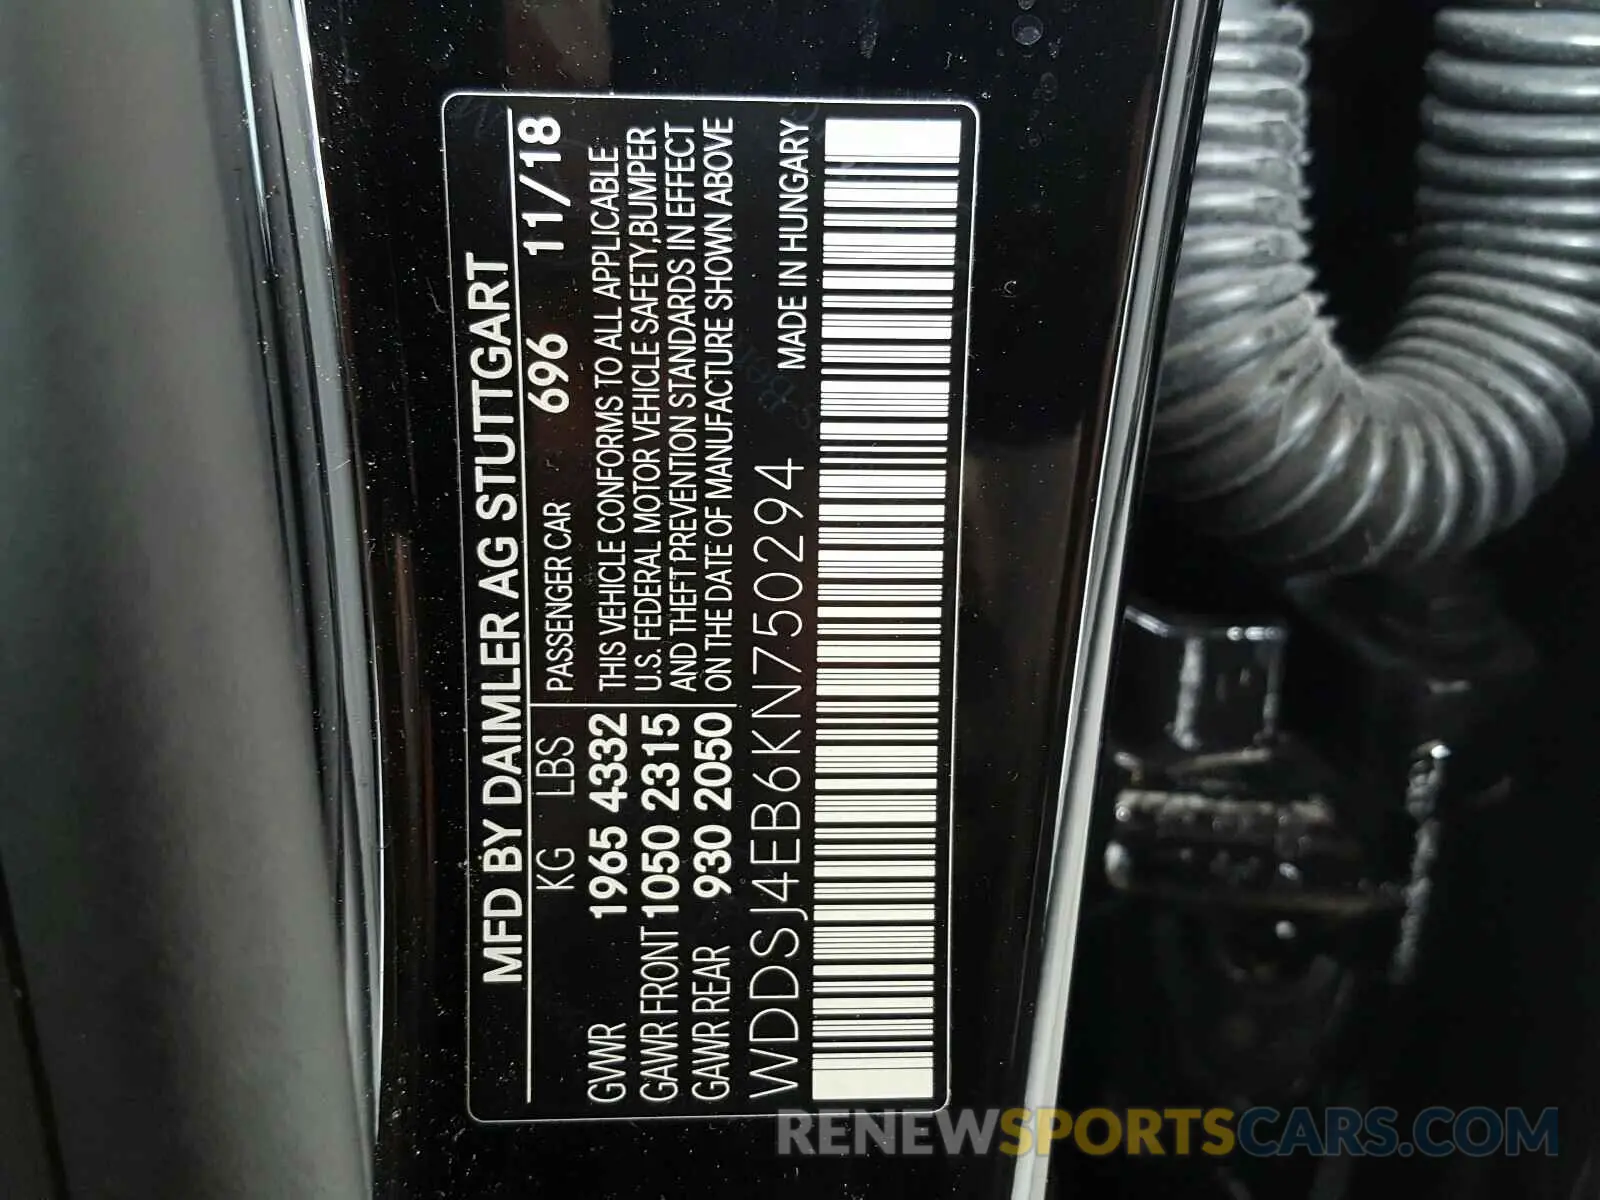 MFD BY DAIMLER AG STUTTGART
KG LBS PASSENGER CAR 696 11/18
GVWR 1965 4332
GAWR FRONT 1050 2315
GAWR REAR 930 2050
THIS VEHICLE CONFORMS TO ALL APPLICABLE
U.S. FEDERAL MOTOR VEHICLE SAFETY,BUMPER
AND THEFT PREVENTION STANDARDS IN EFFECT
ON THE DATE OF MANUFACTURE SHOWN ABOVE
WDDSJ4EB6KN750294 MADE IN HUNGARY
RENEWSPORTSCARS.COM